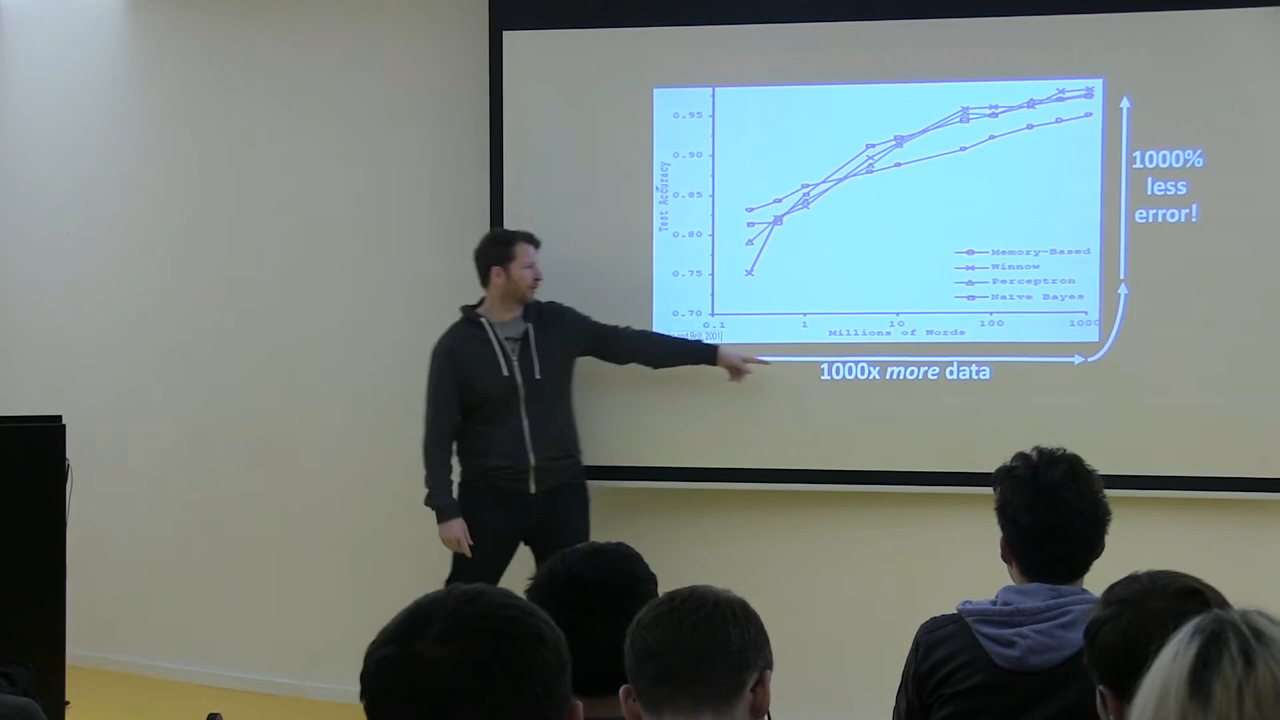 0.95
0.90
0.85
0.80
0.75
0.70
Test Accuracy
Memory-Based
Winnow
Perceptron
Naive Bayes
0.1 1 10 100 1000
Millions of Words
2001]
1000x more data
1000%
less
error!